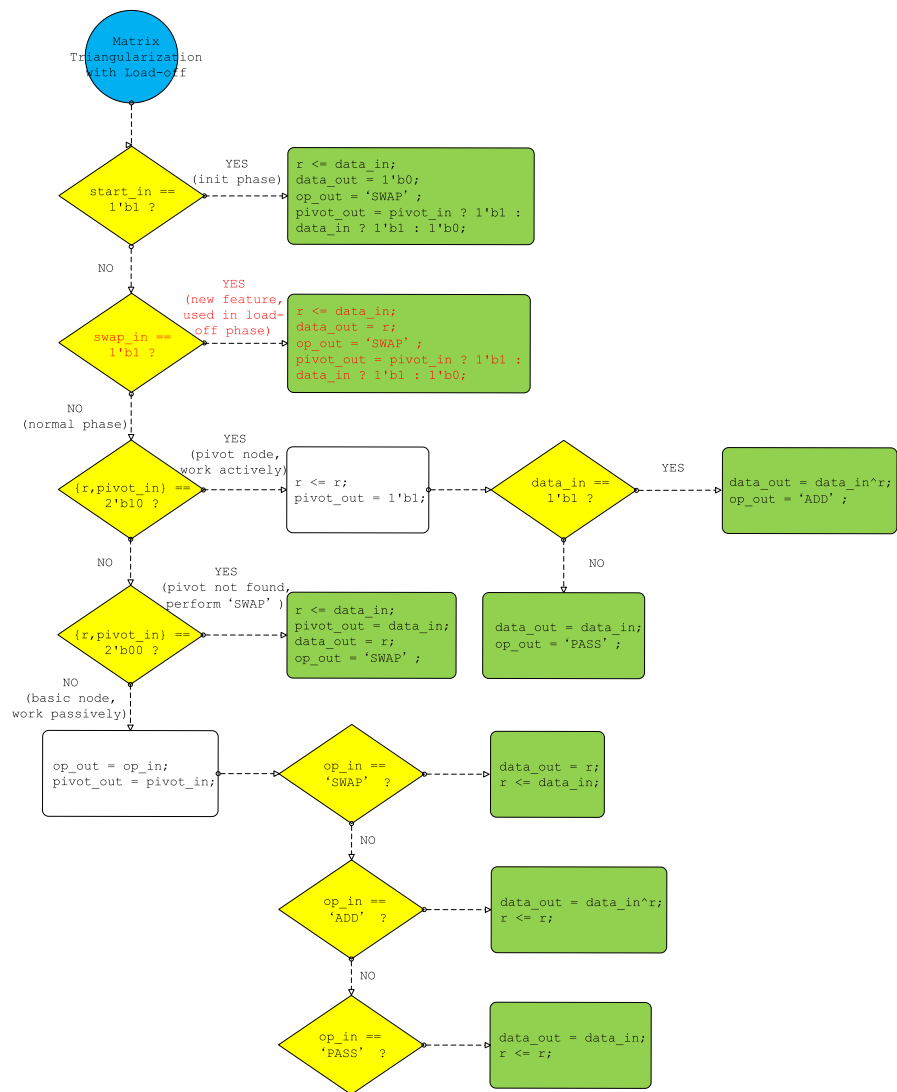 Matrix
Triangularization
with Load-off
start_in ==
1'b1 ?
YES
(init phase)
r <= data_in;
data_out = 1'b0;
op_out = ‘SWAP’ ;
pivot_out = pivot_in ? 1'b1 :
data_in ? 1'b1 : 1'b0;
NO
swap_in ==
1'b1 ?
YES
(new feature,
used in load-
off phase)
r <= data_in;
data_out = r;
op_out = ‘SWAP’ ;
pivot_out = pivot_in ? 1'b1 :
data_in ? 1'b1 : 1'b0;
NO
(normal phase)
{r,pivot_in} ==
2'b10 ?
YES
(pivot node,
work actively)
r <= r;
pivot_out = 1'b1;
data_in ==
1'b1 ?
YES
data_out = data_in^r;
op_out = ‘ADD’ ;
NO
data_out = data_in;
op_out = ‘PASS’ ;
NO
{r,pivot_in} ==
2'b00 ?
YES
(pivot not found,
perform ‘SWAP’ )
r <= data_in;
pivot_out = data_in;
data_out = r;
op_out = ‘SWAP’ ;
NO
(basic node,
work passively)
op_out = op_in;
pivot_out = pivot_in;
op_in ==
‘SWAP’ ?
data_out = r;
r <= data_in;
NO
op_in ==
‘ADD’ ?
data_out = data_in^r;
r <= r;
NO
op_in ==
‘PASS’ ?
data_out = data_in;
r <= r;